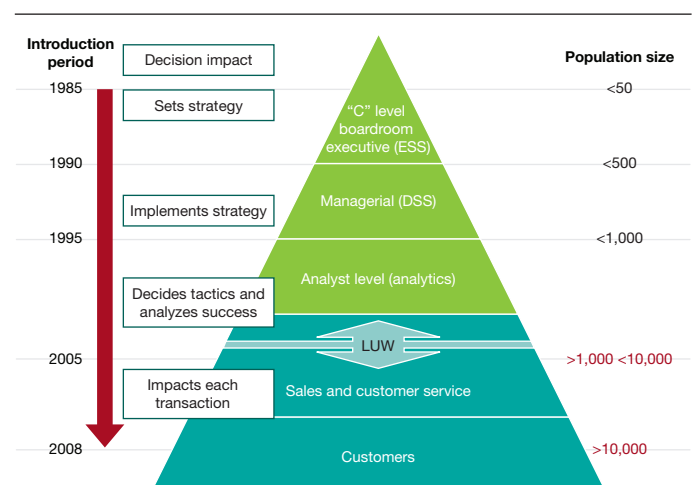 Introduction
period
Decision impact
Population size
1985
<50
Sets strategy
"C" level
boardroom
executive (ESS)
1990
<500
Implements strategy
Managerial (DSS)
1995
<1,000
Analyst level (analytics)
Decides tactics and
analyzes success
LUW
2005
>1,000 <10,000
Impacts each
transaction
Sales and customer service
2008
>10,000
Customers